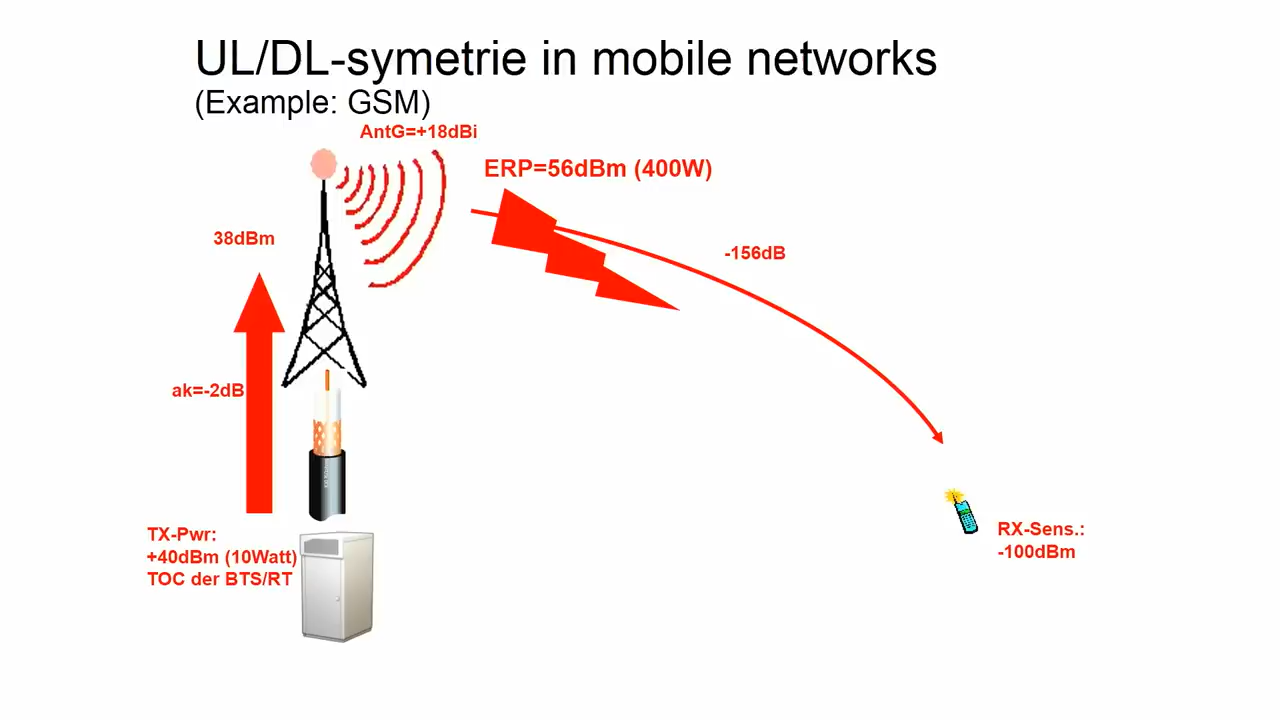 UL/DL-symetrie in mobile networks
(Example: GSM)
AntG=+18dBi
ERP=56dBm (400W)
38dBm
-156dB
ak=-2dB
TX-Pwr:
+40dBm (10Watt)
TOC der BTS/RT
RX-Sens.:
-100dBm